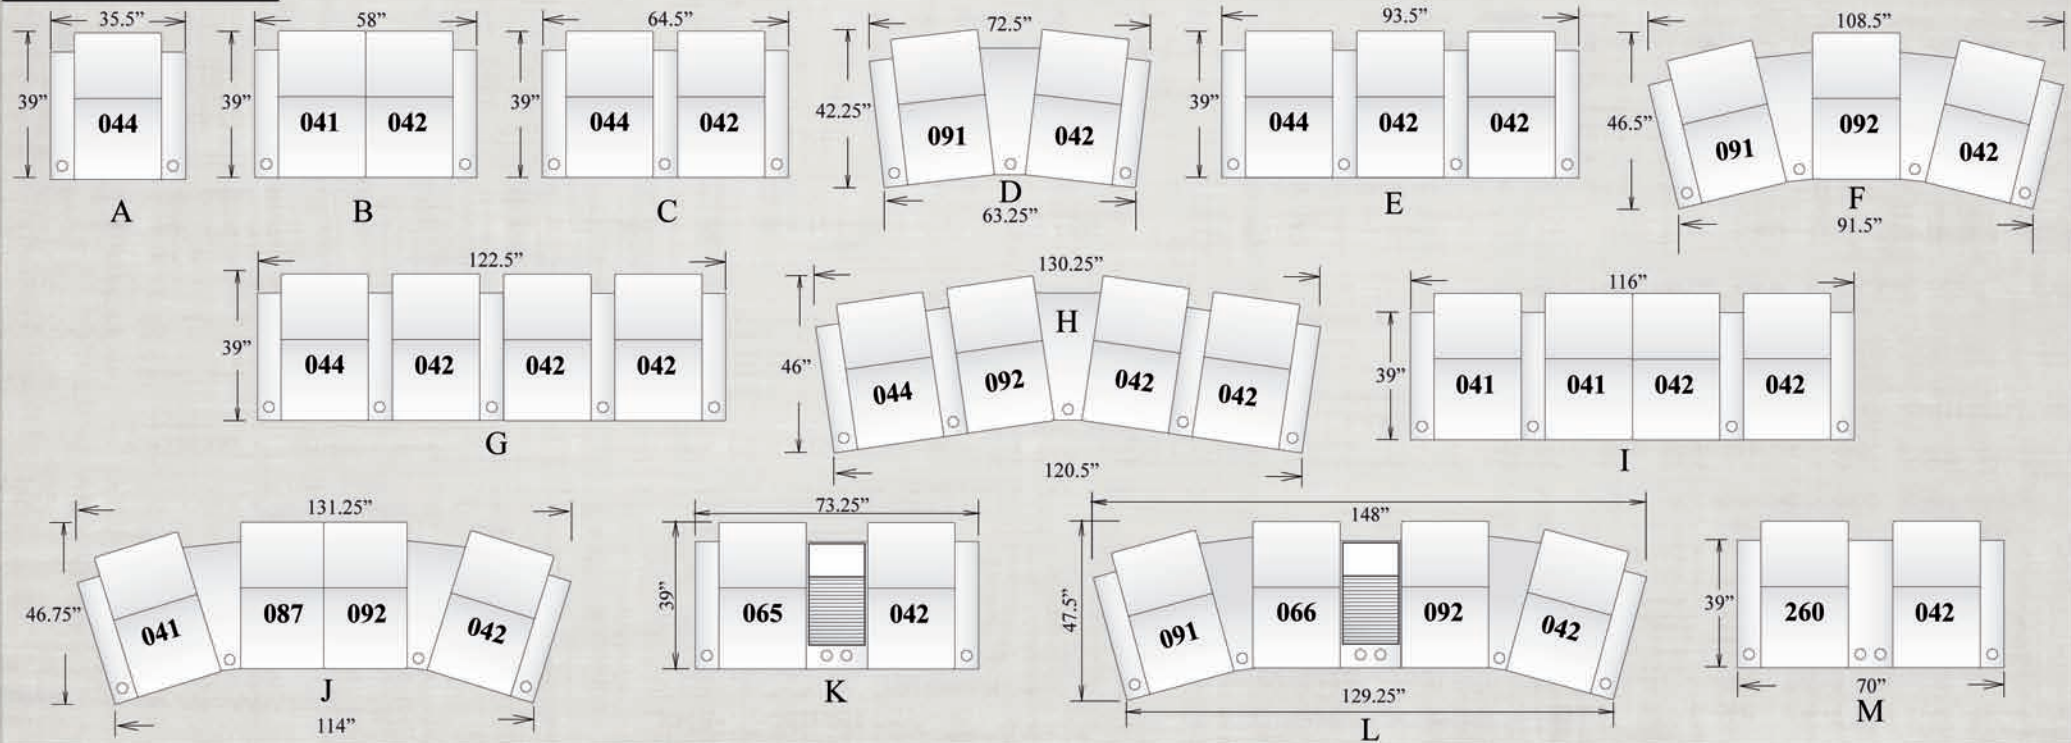 35.5”
39”
044
A
58”
39”
041 042
B
64.5”
39”
044 042
C
72.5”
42.25”
091 042
D
63.25”
93.5”
39”
044 042 042
E
108.5”
46.5”
091 092 042
F
91.5”
122.5”
39”
044 042 042 042
G
130.25”
H
46”
044 092 042 042
120.5”
116”
39”
041 041 042 042
I
131.25”
46.75”
041 087 092 042
J
114”
73.25”
39”
065 042
K
148”
47.5”
091 066 092 042
129.25”
L
39”
260 042
70”
M